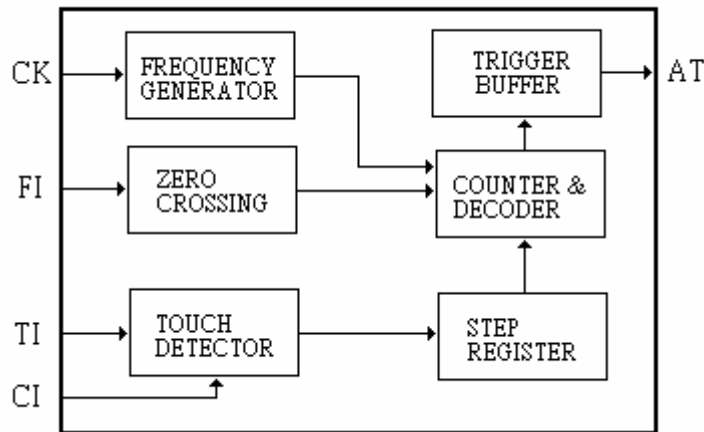 CK
FREQUENCY
GENERATOR
TRIGGER
BUFFER
AT
FI
ZERO
CROSSING
COUNTER &
DECODER
TI
TOUCH
DETECTOR
STEP
REGISTER
CI